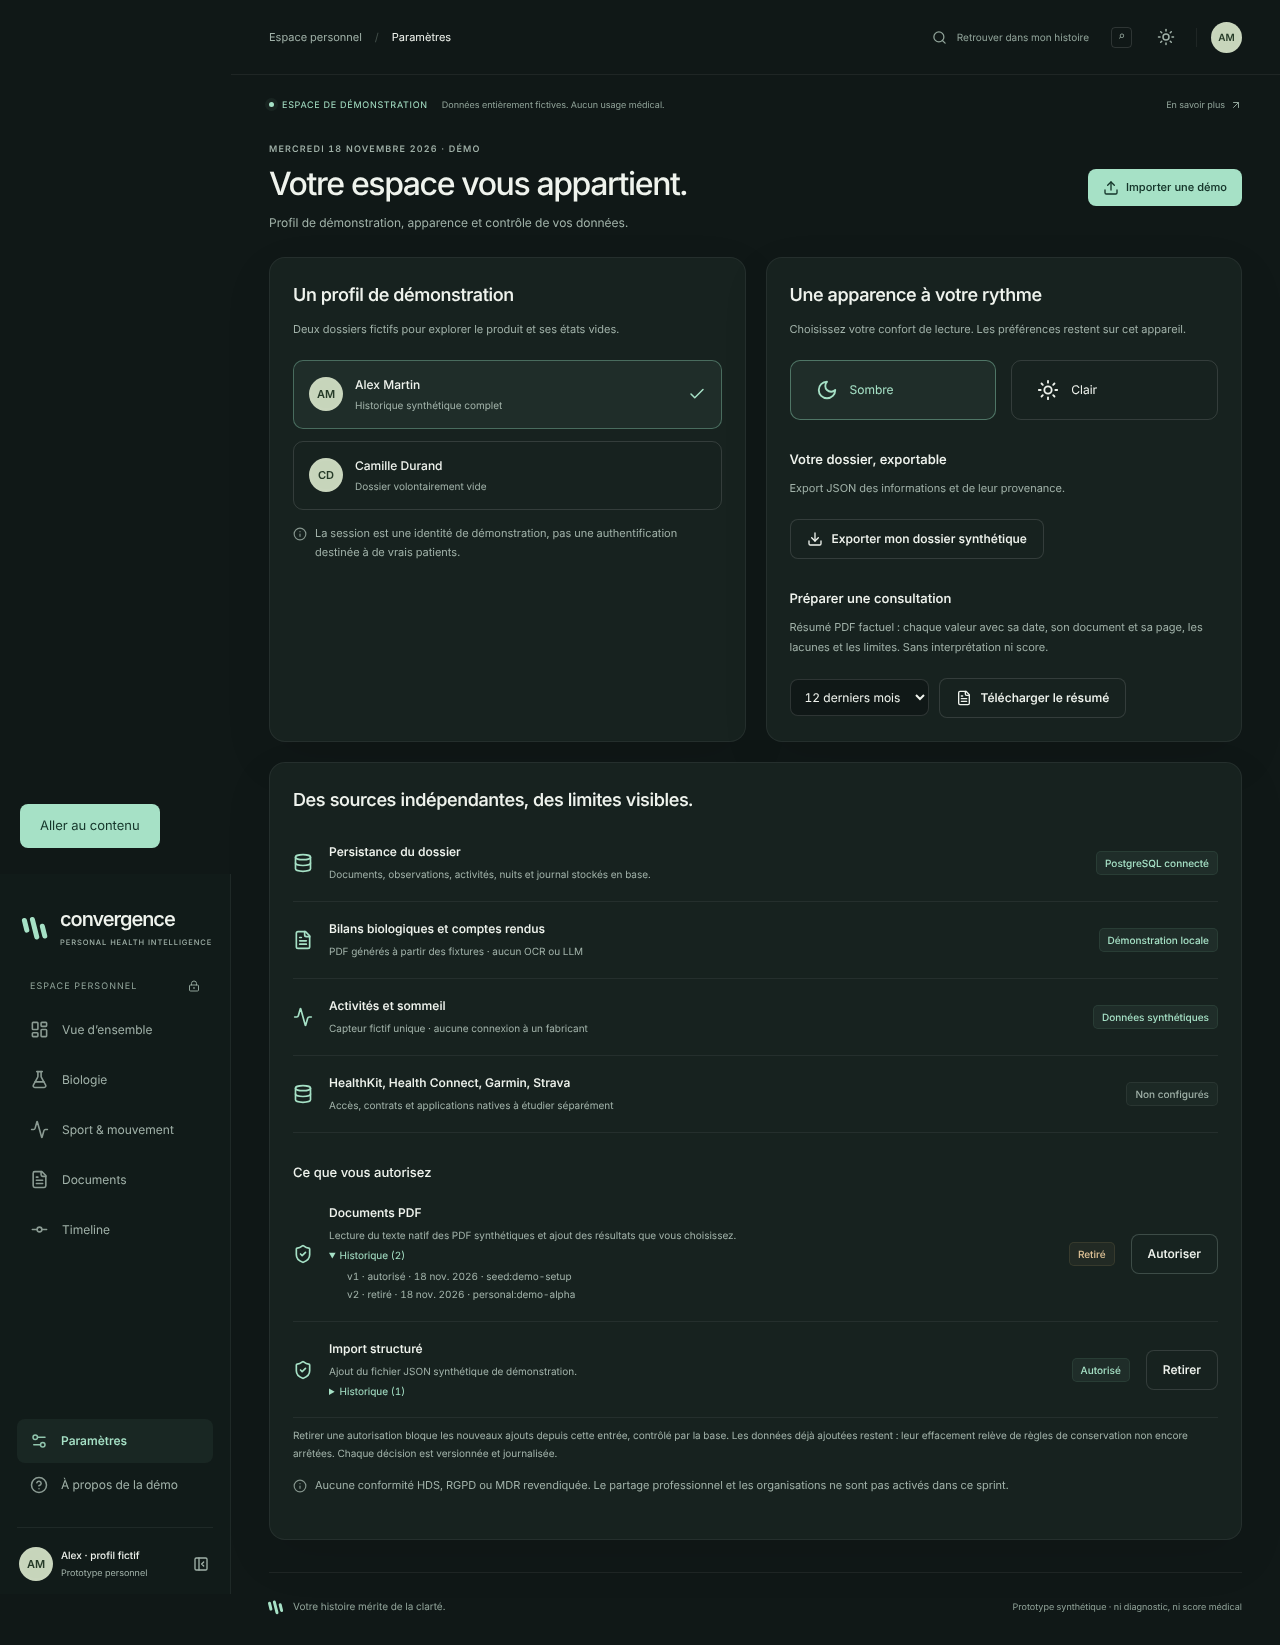 Espace personnel / Paramètres
Retrouver dans mon histoire
AM
ESPACE DE DÉMONSTRATION Données entièrement fictives. Aucun usage médical.
En savoir plus
MERCREDI 18 NOVEMBRE 2026 · DÉMO
Votre espace vous appartient.
Importer une démo
Profil de démonstration, apparence et contrôle de vos données.
Un profil de démonstration
Deux dossiers fictifs pour explorer le produit et ses états vides.
AM
Alex Martin
Historique synthétique complet
CD
Camille Durand
Dossier volontairement vide
La session est une identité de démonstration, pas une authentification
destinée à de vrais patients.
Une apparence à votre rythme
Choisissez votre confort de lecture. Les préférences restent sur cet appareil.
Sombre
Clair
Votre dossier, exportable
Export JSON des informations et de leur provenance.
Exporter mon dossier synthétique
Préparer une consultation
Résumé PDF factuel : chaque valeur avec sa date, son document et sa page, les
lacunes et les limites. Sans interprétation ni score.
12 derniers mois
Télécharger le résumé
Aller au contenu
convergence
PERSONAL HEALTH INTELLIGENCE
ESPACE PERSONNEL
Vue d'ensemble
Biologie
Sport & mouvement
Documents
Timeline
Paramètres
À propos de la démo
AM
Alex · profil fictif
Prototype personnel
Des sources indépendantes, des limites visibles.
Persistance du dossier
Documents, observations, activités, nuits et journal stockés en base.
PostgreSQL connecté
Bilans biologiques et comptes rendus
PDF générés à partir des fixtures · aucun OCR ou LLM
Démonstration locale
Activités et sommeil
Capteur fictif unique · aucune connexion à un fabricant
Données synthétiques
HealthKit, Health Connect, Garmin, Strava
Accès, contrats et applications natives à étudier séparément
Non configurés
Ce que vous autorisez
Documents PDF
Lecture du texte natif des PDF synthétiques et ajout des résultats que vous choisissez.
Historique (2)
v1 · autorisé · 18 nov. 2026 · seed:demo-setup
v2 · retiré · 18 nov. 2026 · personal:demo-alpha
Retiré
Autoriser
Import structuré
Ajout du fichier JSON synthétique de démonstration.
Historique (1)
Autorisé
Retirer
Retirer une autorisation bloque les nouveaux ajouts depuis cette entrée, contrôlé par la base. Les données déjà ajoutées restent : leur effacement relève de règles de conservation non encore
arrêtées. Chaque décision est versionnée et journalisée.
Aucune conformité HDS, RGPD ou MDR revendiquée. Le partage professionnel et les organisations ne sont pas activés dans ce sprint.
Votre histoire mérite de la clarté.
Prototype synthétique · ni diagnostic, ni score médical